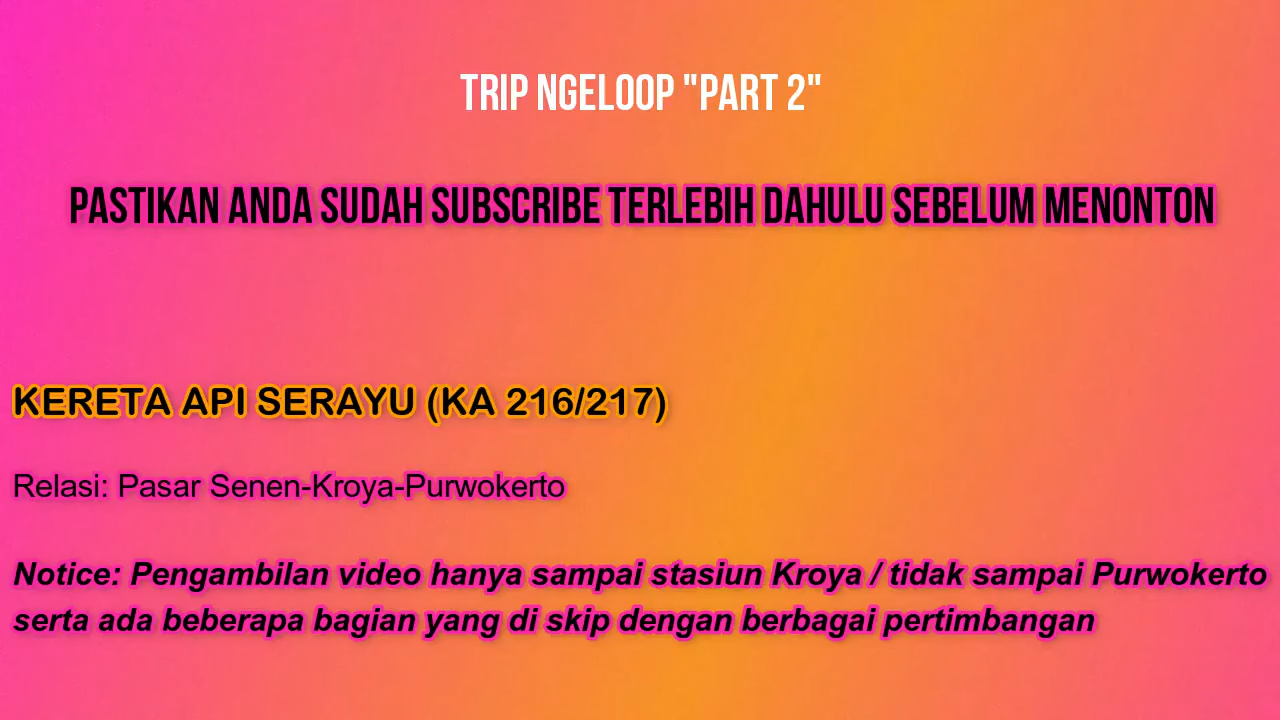 TRIP NGELOOP "PART 2"
PASTIKAN ANDA SUDAH SUBSCRIBE TERLEBIH DAHULU SEBELUM MENONTON
KERETA API SERAYU (KA 216/217)
Relasi: Pasar Senen-Kroya-Purwokerto
Notice: Pengambilan video hanya sampai stasiun Kroya / tidak sampai Purwokerto
serta ada beberapa bagian yang di skip dengan berbagai pertimbangan